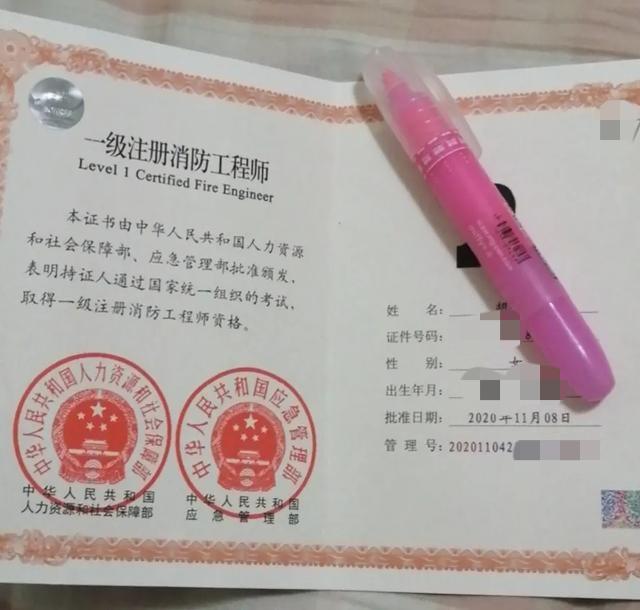 一级注册消防工程师
Level 1 Certified Fire Engineer
本证书由中华人民共和国人力资源
和社会保障部、应急管理部批准颁发,
表明持证人通过国家统一组织的考试,
取得一级注册消防工程师资格。
中华人民共和国人力资源和社会保障部
中华人民共和国应急管理部
中华人民共和国
人力资源和社会保障部
中华人民共和国
应急管理部
姓名:
证件号码:
性别:女
出生年月:
批准日期:2020年11月08日
管理号:202011042